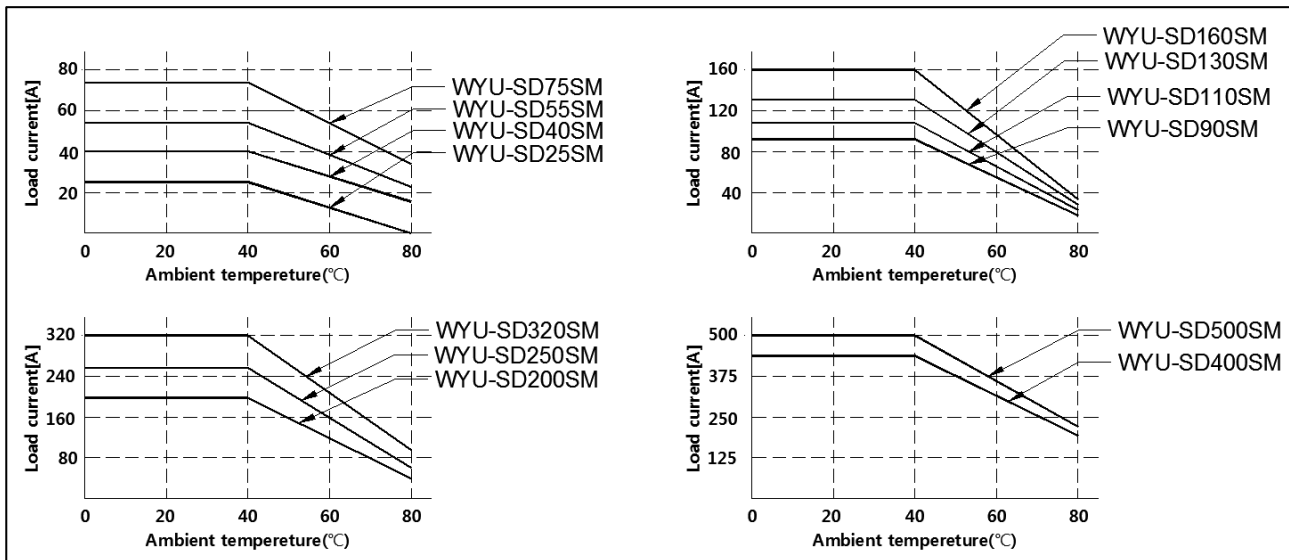 Load current[A]
80
60
40
20
0 20 40 60 80
Ambient tempereture(℃)
WYU-SD75SM
WYU-SD55SM
WYU-SD40SM
WYU-SD25SM
Load current[A]
160
120
80
40
0 20 40 60 80
Ambient tempereture(℃)
WYU-SD160SM
WYU-SD130SM
WYU-SD110SM
WYU-SD90SM
Load current[A]
320
240
160
80
0 20 40 60 80
Ambient tempereture(℃)
WYU-SD320SM
WYU-SD250SM
WYU-SD200SM
Load current[A]
500
375
250
125
0 20 40 60 80
Ambient tempereture(℃)
WYU-SD500SM
WYU-SD400SM